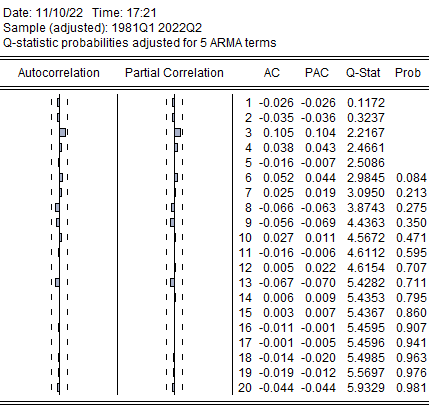 Date: 11/10/22 Time: 17:21
Sample (adjusted): 1981Q1 2022Q2
Q-statistic probabilities adjusted for 5 ARMA terms
Autocorrelation Partial Correlation AC PAC Q-Stat Prob
1 -0.026 -0.026 0.1172
2 -0.035 -0.036 0.3237
3 0.105 0.104 2.2167
4 0.038 0.043 2.4661
5 -0.016 -0.007 2.5086
6 0.052 0.044 2.9845 0.084
7 0.025 0.019 3.0950 0.213
8 -0.066 -0.063 3.8743 0.275
9 -0.056 -0.069 4.4363 0.350
10 0.027 0.011 4.5672 0.471
11 -0.016 -0.006 4.6112 0.595
12 0.005 0.022 4.6154 0.707
13 -0.067 -0.070 5.4282 0.711
14 0.006 0.009 5.4353 0.795
15 0.003 0.007 5.4367 0.860
16 -0.011 -0.001 5.4595 0.907
17 -0.001 -0.005 5.4596 0.941
18 -0.014 -0.020 5.4985 0.963
19 -0.019 -0.012 5.5697 0.976
20 -0.044 -0.044 5.9329 0.981